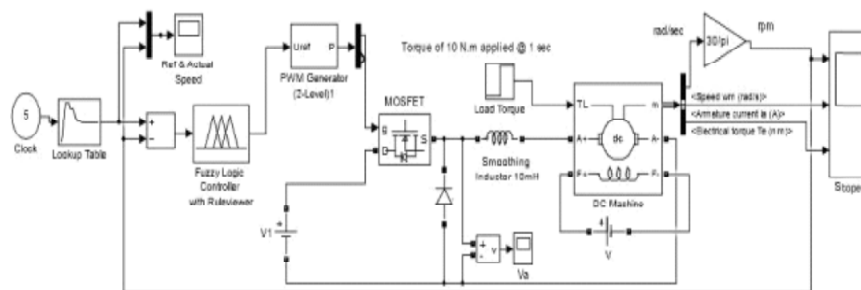 rad/sec
rpm
30/pi
Uref
P
Torque of 10 N.m applied @ 1 sec
Ref & Actual
Speed
PWM Generator
(2-Level)1
Load Torque
TL
m
<Speed wm (rad/s)>
<Armature current ia (A)>
<Electrical torque Te (n m)>
5
Clock
Lookup Table
+
-
MOSFET
g
D
S
Smoothing
Inductor 10mH
A+
dc
A-
F+
F-
DC Machine
Fuzzy Logic
Controller
with Ruleviewer
Stope
V1
+
+
-
v
Va
+
V